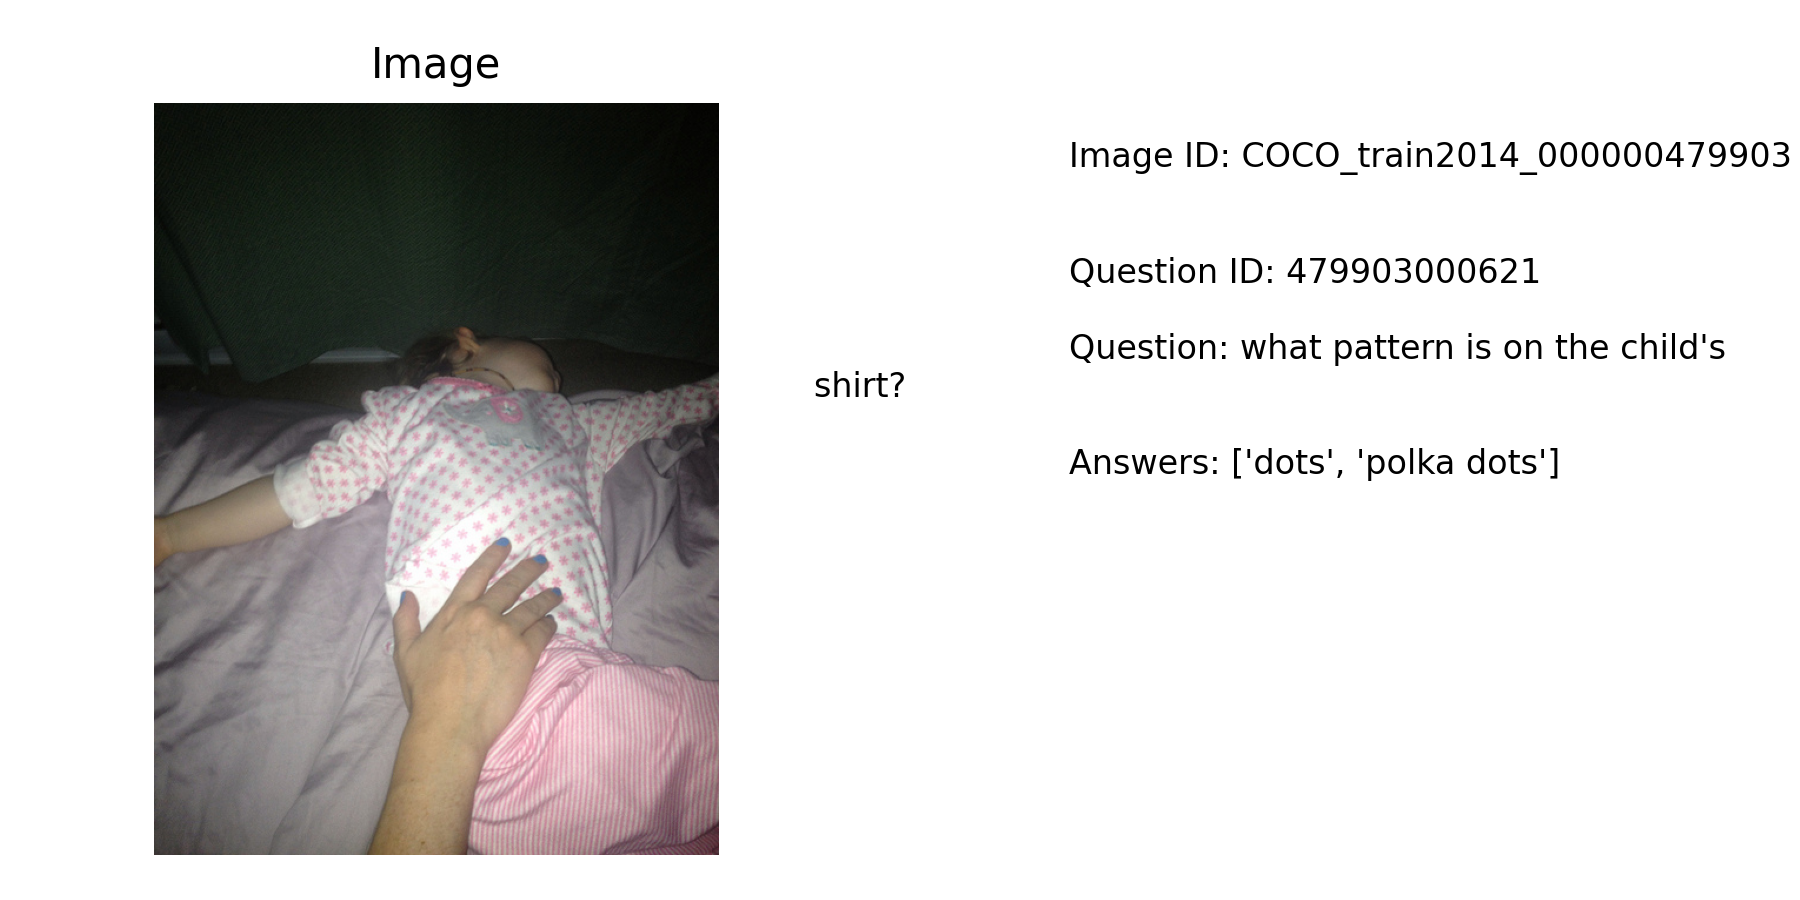 Image
Image ID: COCO_train2014_000000479903
Question ID: 479903000621
Question: what pattern is on the child's
shirt?
Answers: ['dots', 'polka dots']